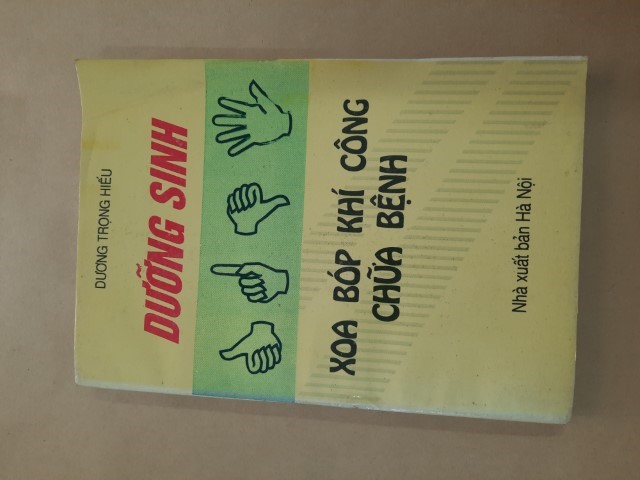 DƯƠNG TRỌNG HIẾU
DƯỠNG SINH
XOA BÓP KHÍ CÔNG
CHỮA BỆNH
Nhà xuất bản Hà Nội